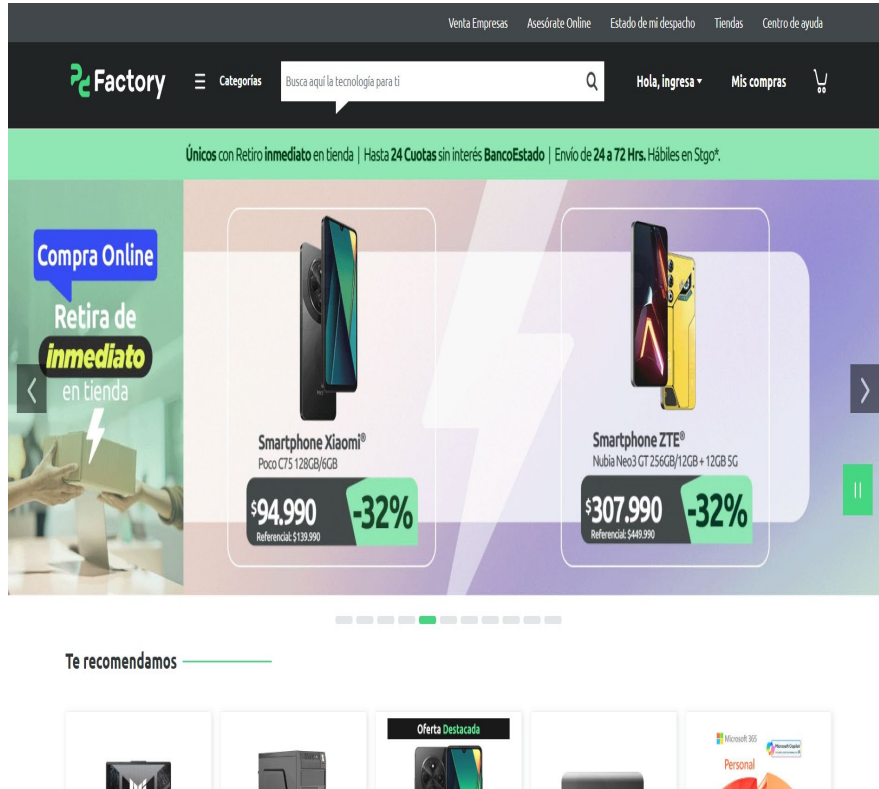 Venta Empresas Asesórate Online Estado de mi despacho Tiendas Centro de ayuda
Factory Categorías Busca aquí la tecnología para ti Hola, ingresa Mis compras
Únicos con Retiro inmediato en tienda | Hasta 24 Cuotas sin interés BancoEstado | Envío de 24 a 72 Hrs. Hábiles en Stgo*.
Compra Online
Retira de
inmediato
en tienda
Smartphone Xiaomi®
Poco C75 128GB/6GB
$94.990 -32%
Referencial: $139.990
Smartphone ZTE®
Nubia Neo3 GT 256GB/12GB + 12GB 5G
$307.990 -32%
Referencial: $449.990
Te recomendamos
Oferta Destacada
Microsoft 365
Microsoft Copilot
Personal